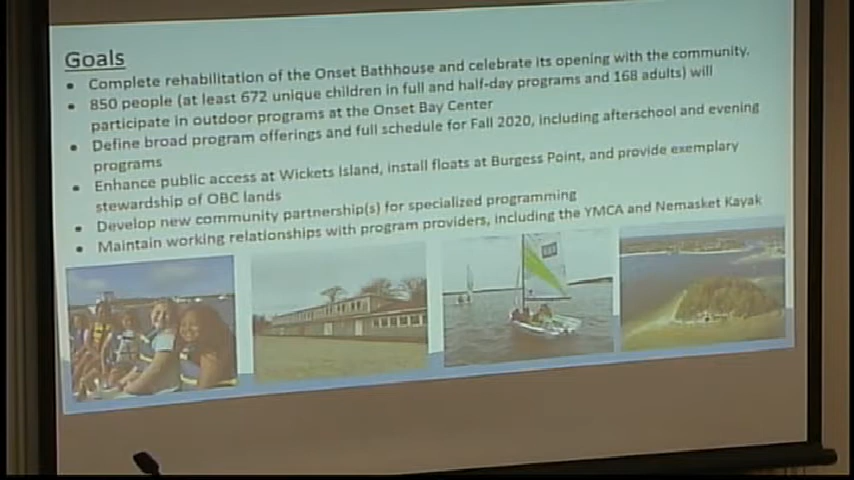 Goals
• Complete rehabilitation of the Onset Bathhouse and celebrate its opening with the community.
• 850 people (at least 672 unique children in full and half-day programs and 168 adults) will
participate in outdoor programs at the Onset Bay Center
• Define broad program offerings and full schedule for Fall 2020, including afterschool and evening
programs
• Enhance public access at Wickets Island, install floats at Burgess Point, and provide exemplary
stewardship of OBC lands
• Develop new community partnership(s) for specialized programming
• Maintain working relationships with program providers, including the YMCA and Nemasket Kayak